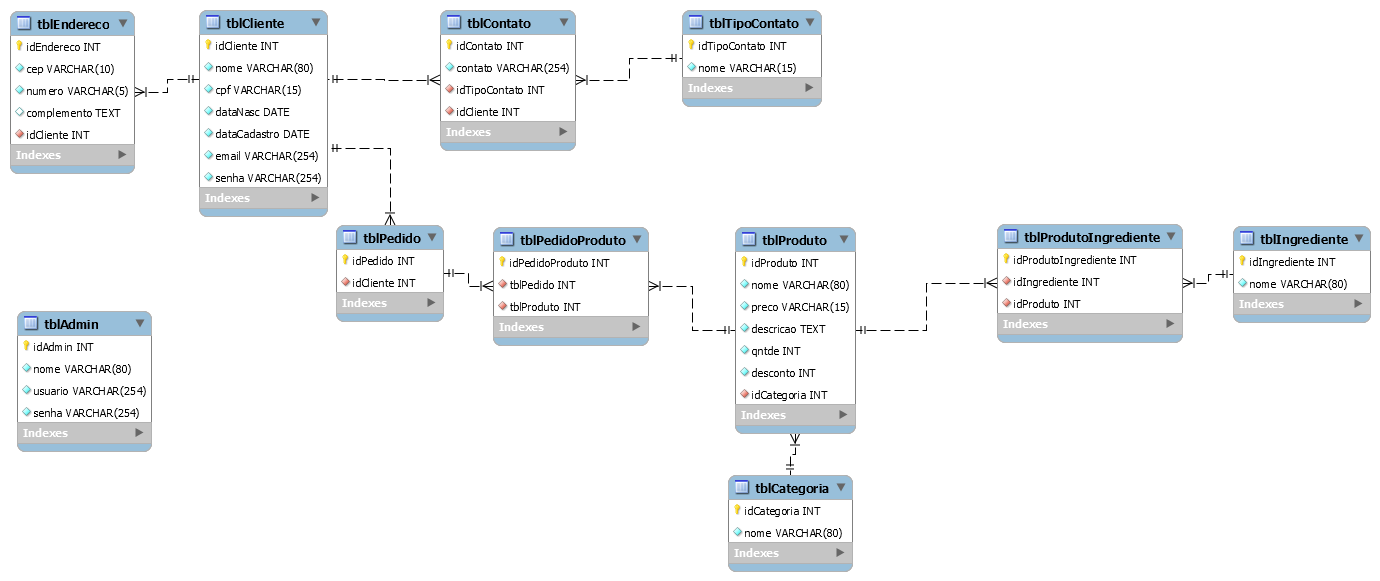 tblEndereco
idEndereco INT
cep VARCHAR(10)
numero VARCHAR(5)
complemento TEXT
idCliente INT
Indexes
tblCliente
idCliente INT
nome VARCHAR(80)
cpf VARCHAR(15)
dataNasc DATE
dataCadastro DATE
email VARCHAR(254)
senha VARCHAR(254)
Indexes
tblContato
idContato INT
contato VARCHAR(254)
idTipoContato INT
idCliente INT
Indexes
tblTipoContato
idTipoContato INT
nome VARCHAR(15)
Indexes
tblPedido
idPedido INT
idCliente INT
Indexes
tblPedidoProduto
idPedidoProduto INT
tblPedido INT
tblProduto INT
Indexes
tblProduto
idProduto INT
nome VARCHAR(80)
preco VARCHAR(15)
descricao TEXT
qntde INT
desconto INT
idCategoria INT
Indexes
tblProdutoIngrediente
idProdutoIngrediente INT
idIngrediente INT
idProduto INT
Indexes
tblIngrediente
idIngrediente INT
nome VARCHAR(80)
Indexes
tblAdmin
idAdmin INT
nome VARCHAR(80)
usuario VARCHAR(254)
senha VARCHAR(254)
Indexes
tblCategoria
idCategoria INT
nome VARCHAR(80)
Indexes